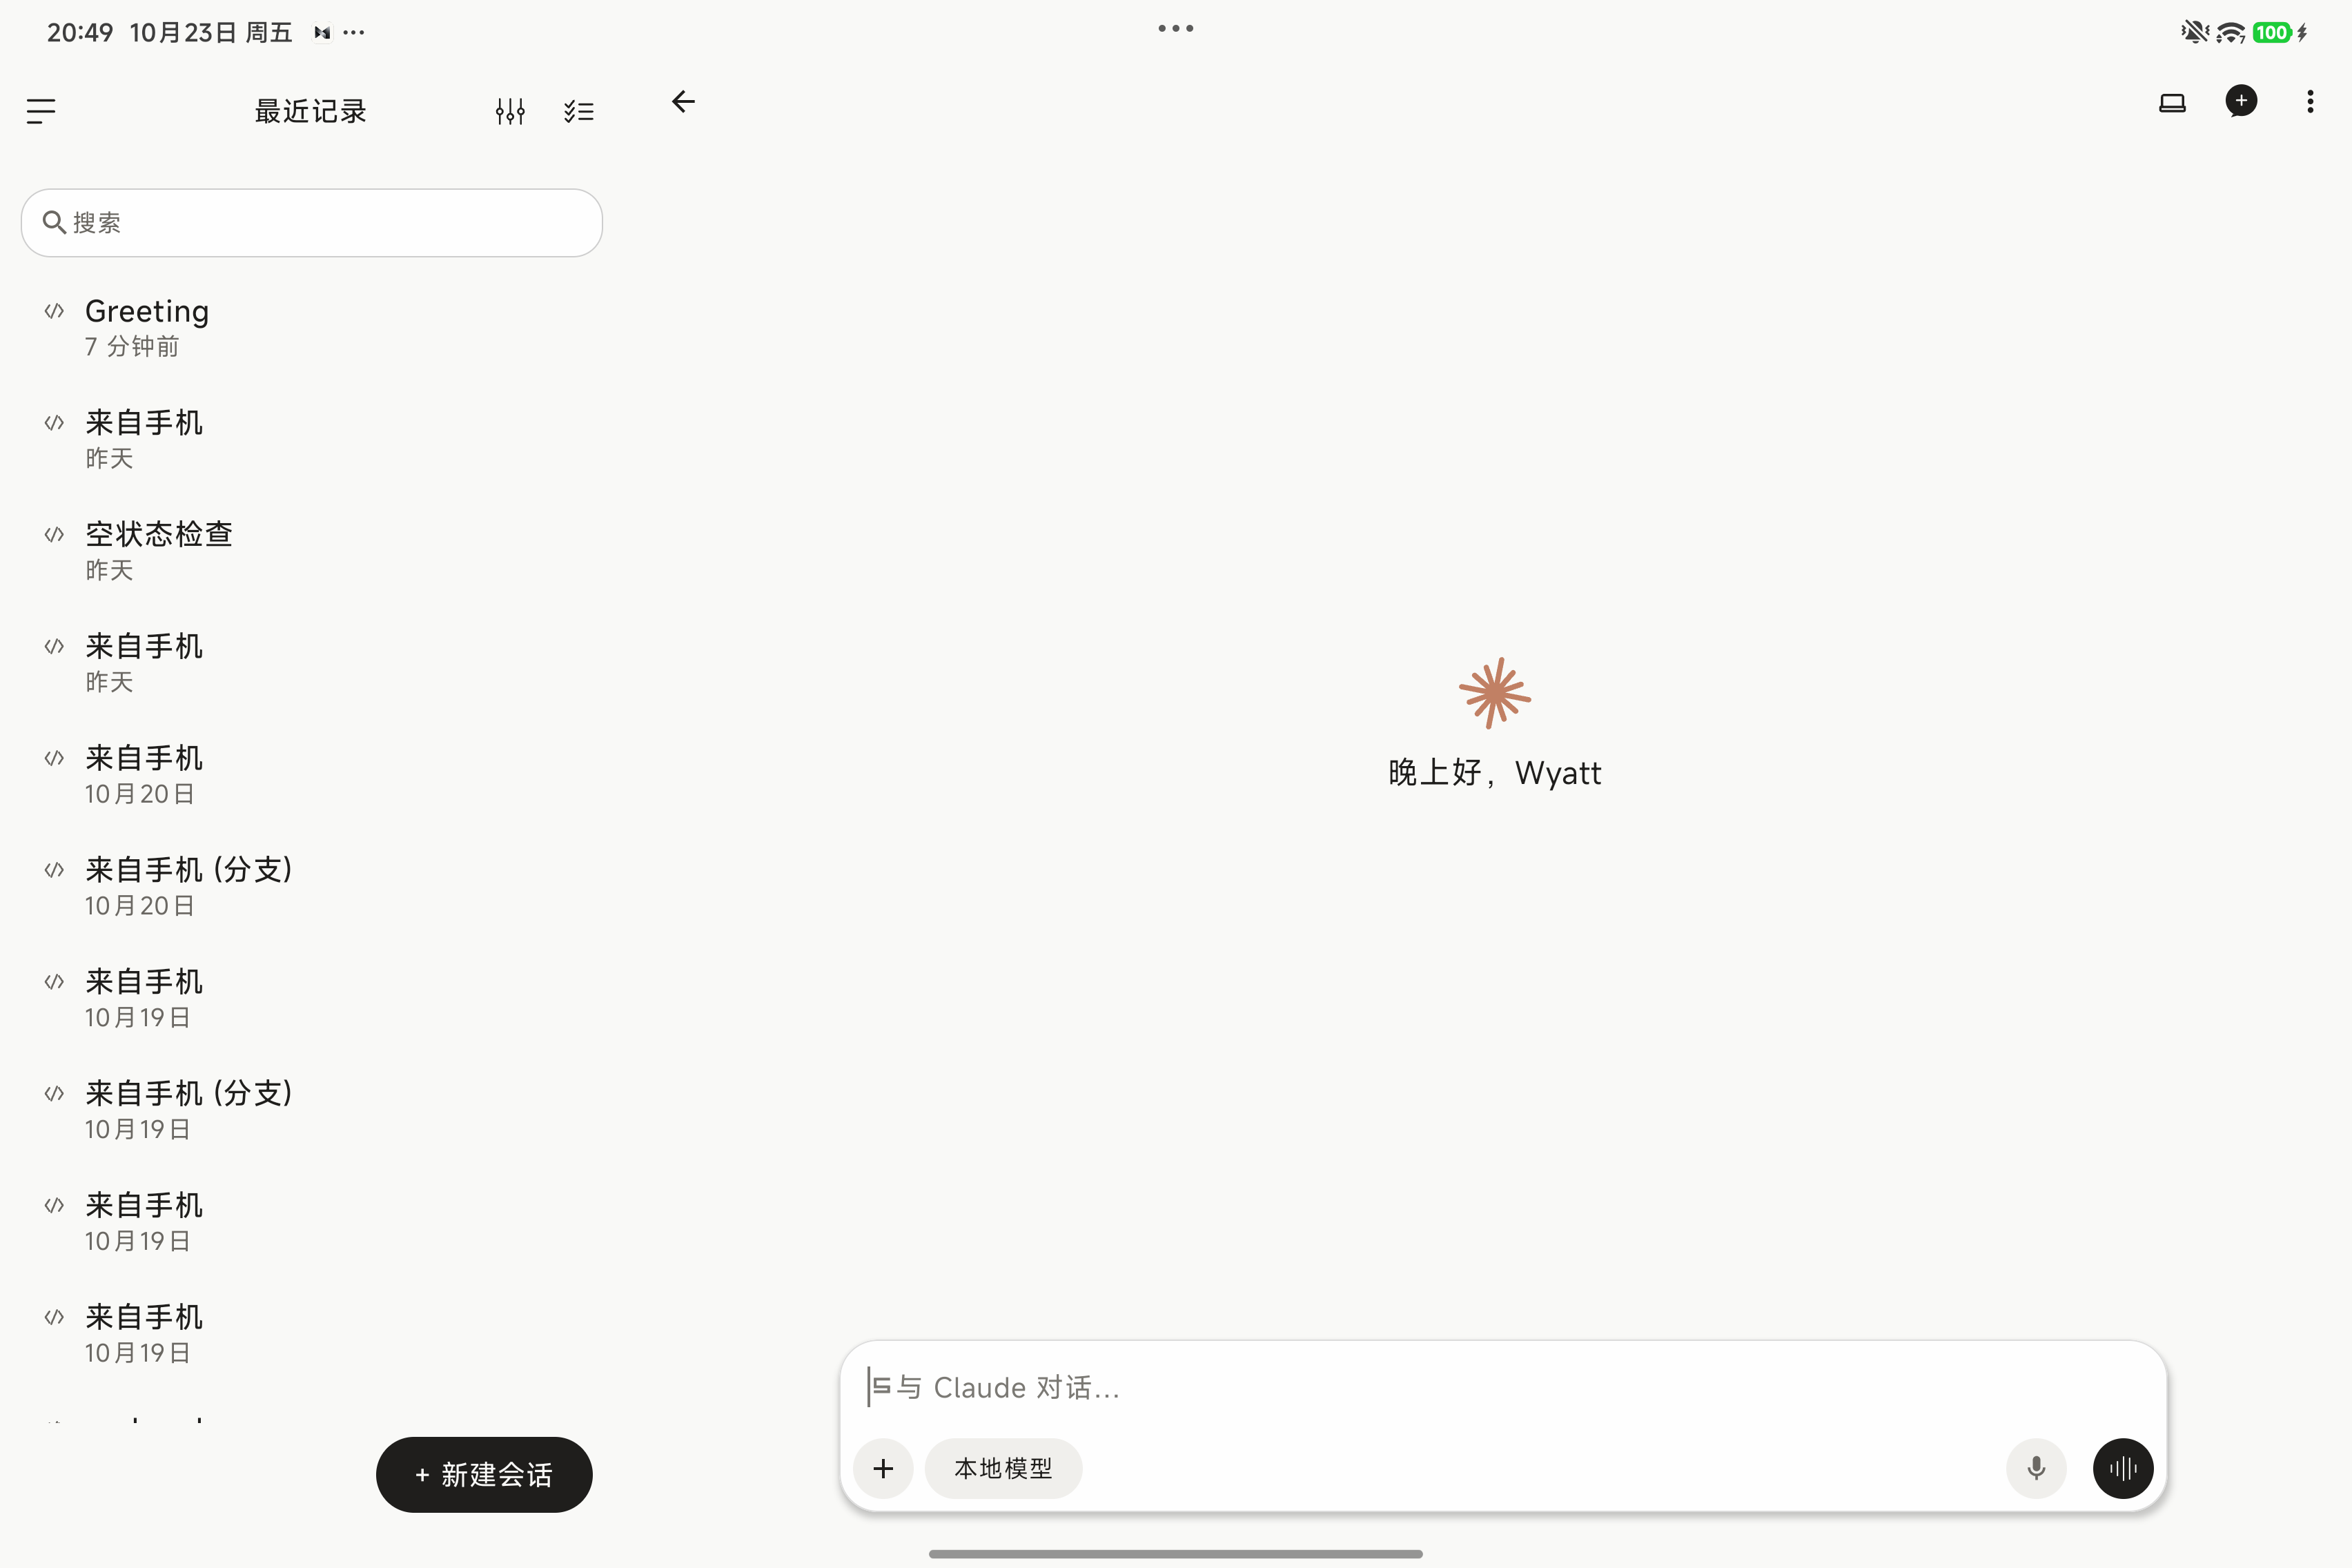 20:49 10月23日 周五
7
100
最近记录
搜索
Greeting
7 分钟前
来自手机
昨天
空状态检查
昨天
来自手机
昨天
来自手机
10月20日
来自手机 (分支)
10月20日
来自手机
10月19日
来自手机 (分支)
10月19日
来自手机
10月19日
来自手机
10月19日
+ 新建会话
晚上好，Wyatt
与 Claude 对话...
本地模型